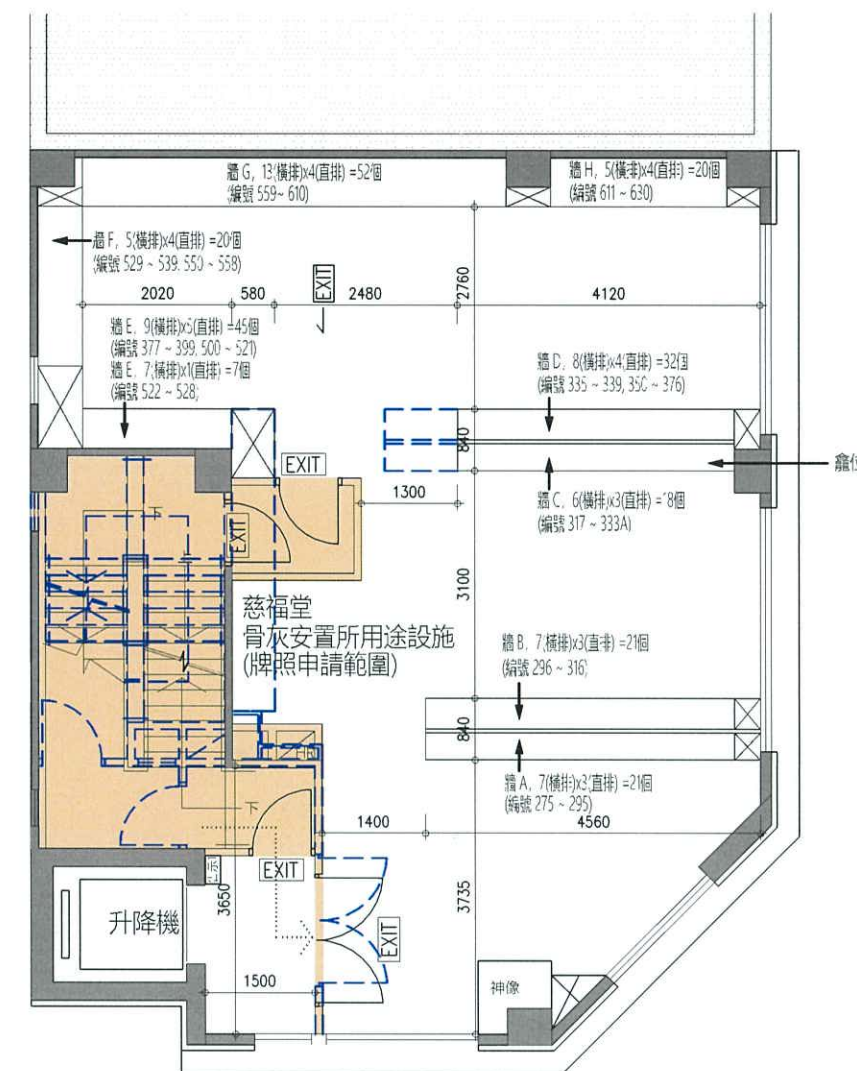 牆 G, 13(橫排)x4(直排) =52個
(編號 559~ 610)
牆 H, 5(橫排)x4(直排) =20個
(編號 611 ~ 630)
牆 F, 5(橫排)x4(直排) =20個
(編號 529 ~ 539, 550 ~ 558)
EXIT
2020
580
2480
2760
4120
牆 E, 9(橫排)x5(直排) =45個
(編號 377 ~ 399, 500 ~ 521)
牆 E, 7(橫排)x1(直排) =7個
(編號 522 ~ 528)
牆 D, 8(橫排)x4(直排) =32個
(編號 335 ~ 339, 350 ~ 376)
840
EXIT
龕位
1300
牆 C, 6(橫排)x3(直排) =18個
(編號 317 ~ 333A)
下
EXIT
3100
慈福堂
骨灰安置所用途設施
(牌照申請範圍)
牆 B, 7(橫排)x3(直排) =21個
(編號 296 ~ 316)
840
牆 A, 7(橫排)x3(直排) =21個
(編號 275 ~ 295)
下
1400
4560
EXIT
3650
3735
升降機
EXIT
1500
神像